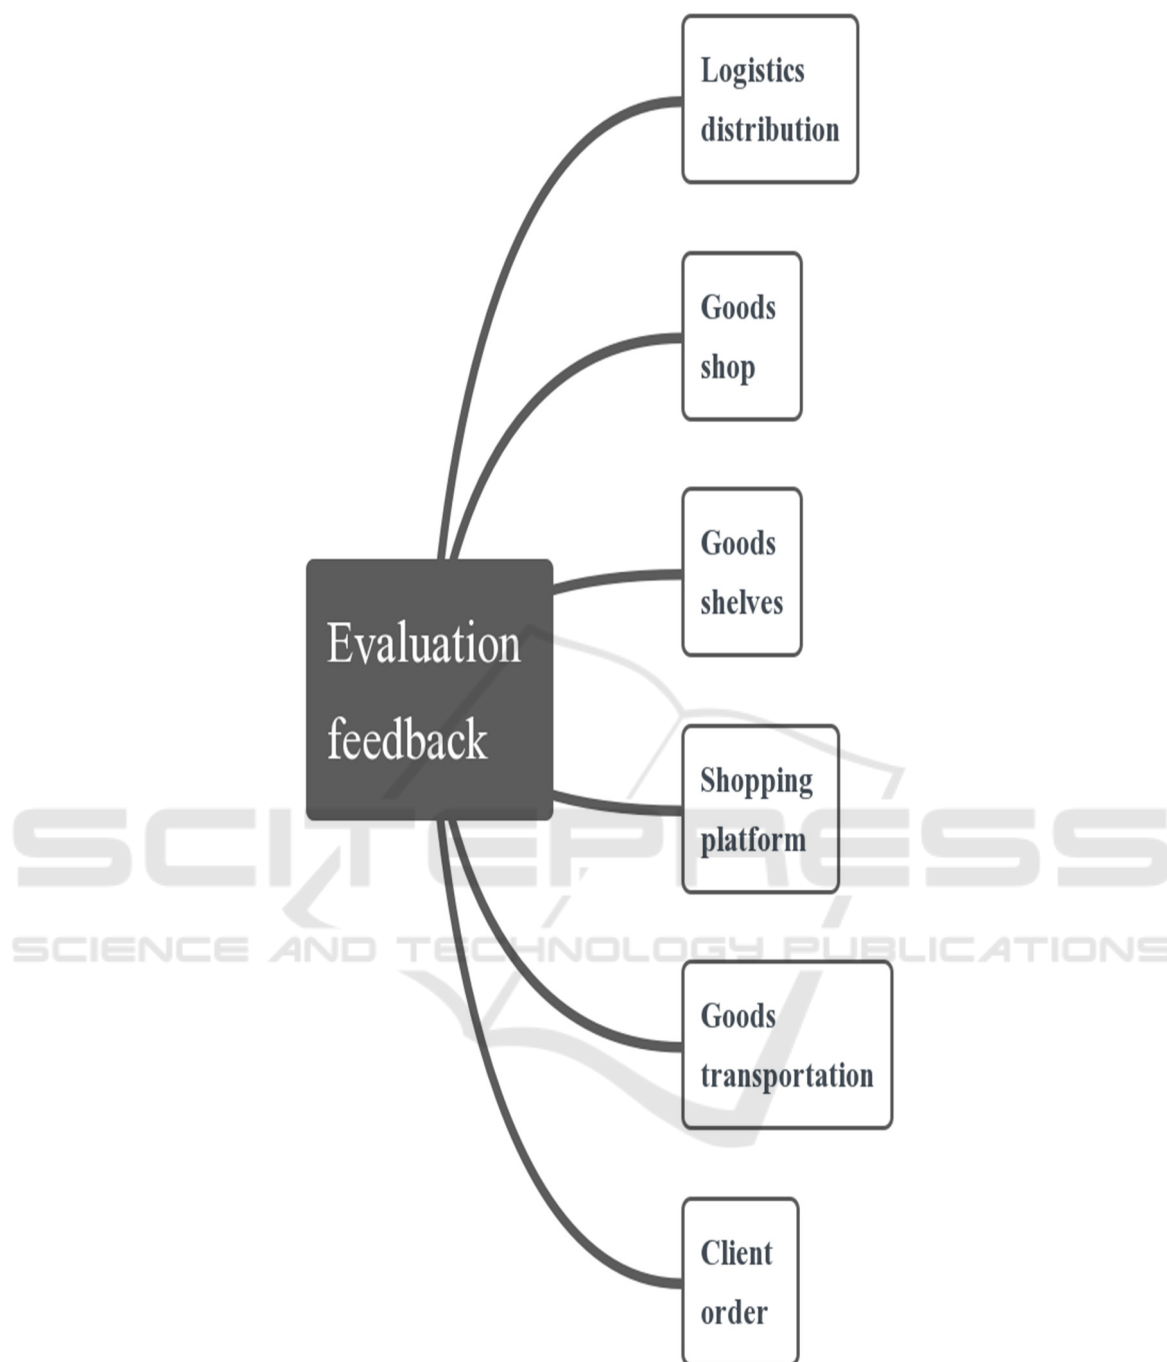 Logistics
distribution
Goods
shop
Goods
shelves
Evaluation
feedback
Shopping
platform
SCITEPRESS
SCIENCE AND TECHNOLOGY PUBLICATIONS
Goods
transportation
Client
order